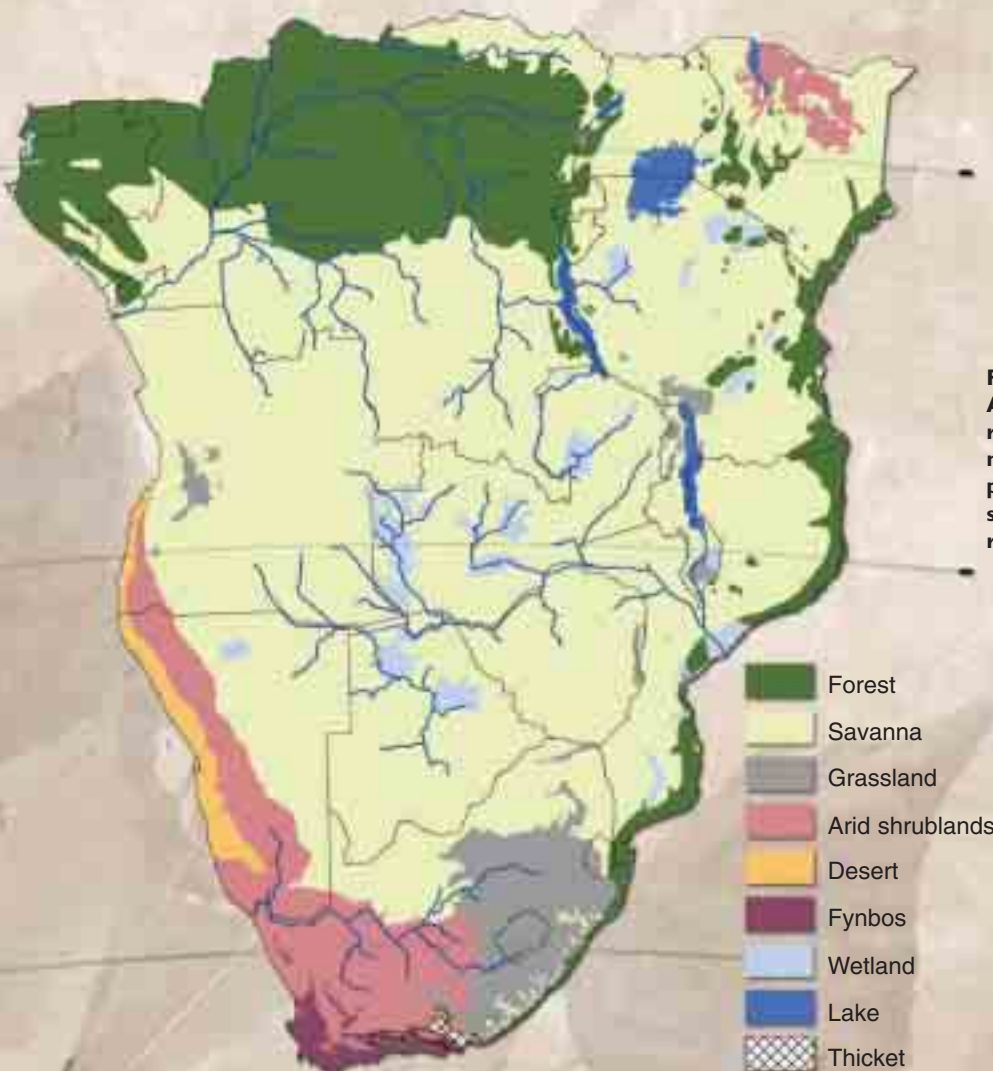 Forest
Savanna
Grassland
Arid shrublands
Desert
Fynbos
Wetland
Lake
Thicket